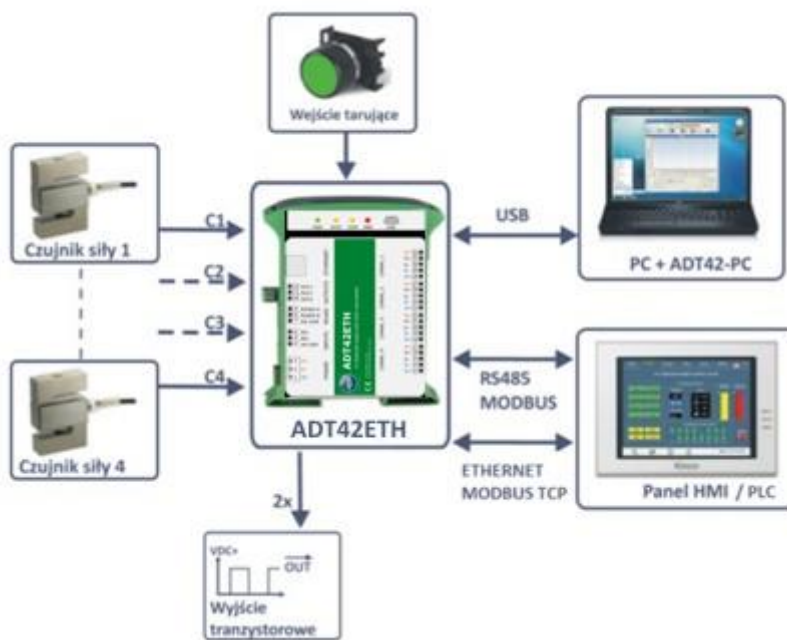 Wejście tarujące
Czujnik siły 1
C1
C2
C3
C4
Czujnik siły 4
ADT42ETH
ADT42ETH
USB
PC + ADT42-PC
RS485
MODBUS
ETHERNET
MODBUS TCP
Panel HMI / PLC
2x
VDC+
OUT
Wyjście
tranzystorowe